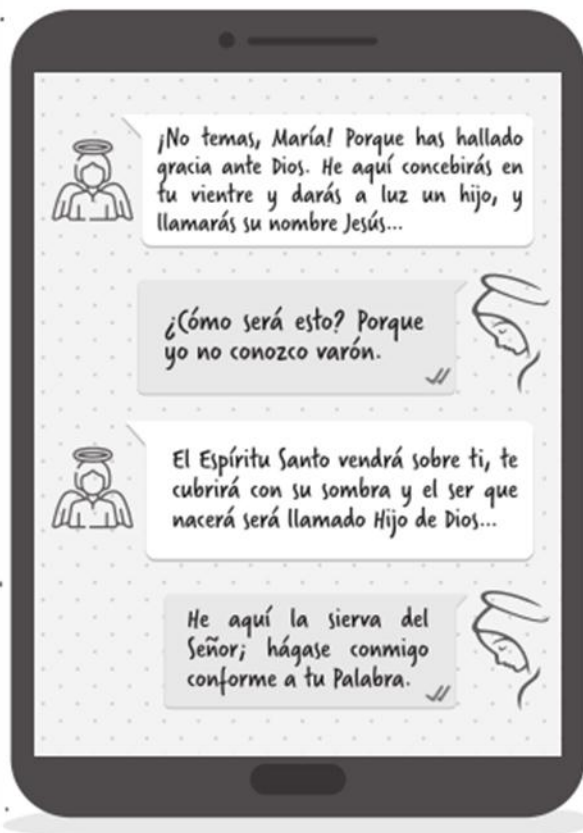 ¡No temas, María! Porque has hallado
gracia ante Dios. He aquí concebirás en
tu vientre y darás a luz un hijo, y
llamarás su nombre Jesús...
¿Cómo será esto? Porque
yo no conozco varón.
El Espíritu Santo vendrá sobre ti, te
cubrirá con su sombra y el ser que
nacerá será llamado Hijo de Dios...
He aquí la sierva del
Señor; hágase conmigo
conforme a tu Palabra.